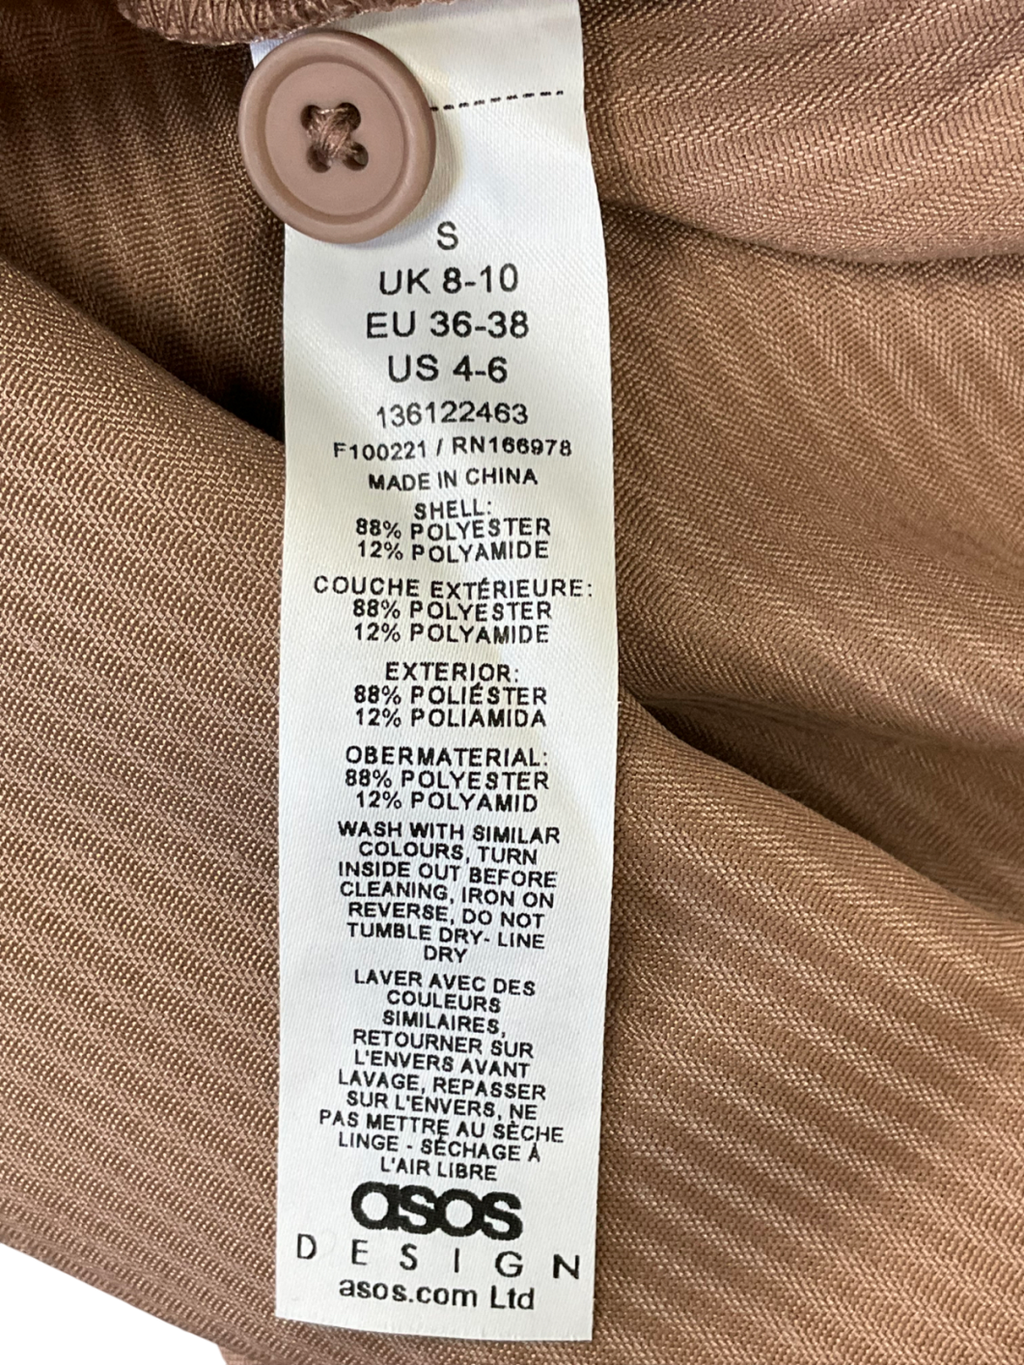 S
UK 8-10
EU 36-38
US 4-6
136122463
F100221 / RN166978
MADE IN CHINA
SHELL:
88% POLYESTER
12% POLYAMIDE
COUCHE EXTÉRIEURE:
88% POLYESTER
12% POLYAMIDE
EXTERIOR:
88% POLIÉSTER
12% POLIAMIDA
OBERMATERIAL:
88% POLYESTER
12% POLYAMID
WASH WITH SIMILAR
COLOURS, TURN
INSIDE OUT BEFORE
CLEANING, IRON ON
REVERSE, DO NOT
TUMBLE DRY- LINE
DRY
LAVER AVEC DES
COULEURS
SIMILAIRES,
RETOURNER SUR
L'ENVERS AVANT
LAVAGE, REPASSER
SUR L'ENVERS, NE
PAS METTRE AU SÈCHE
LINGE - SÉCHAGE À
L'AIR LIBRE
asos
DESIGN
asos.com Ltd